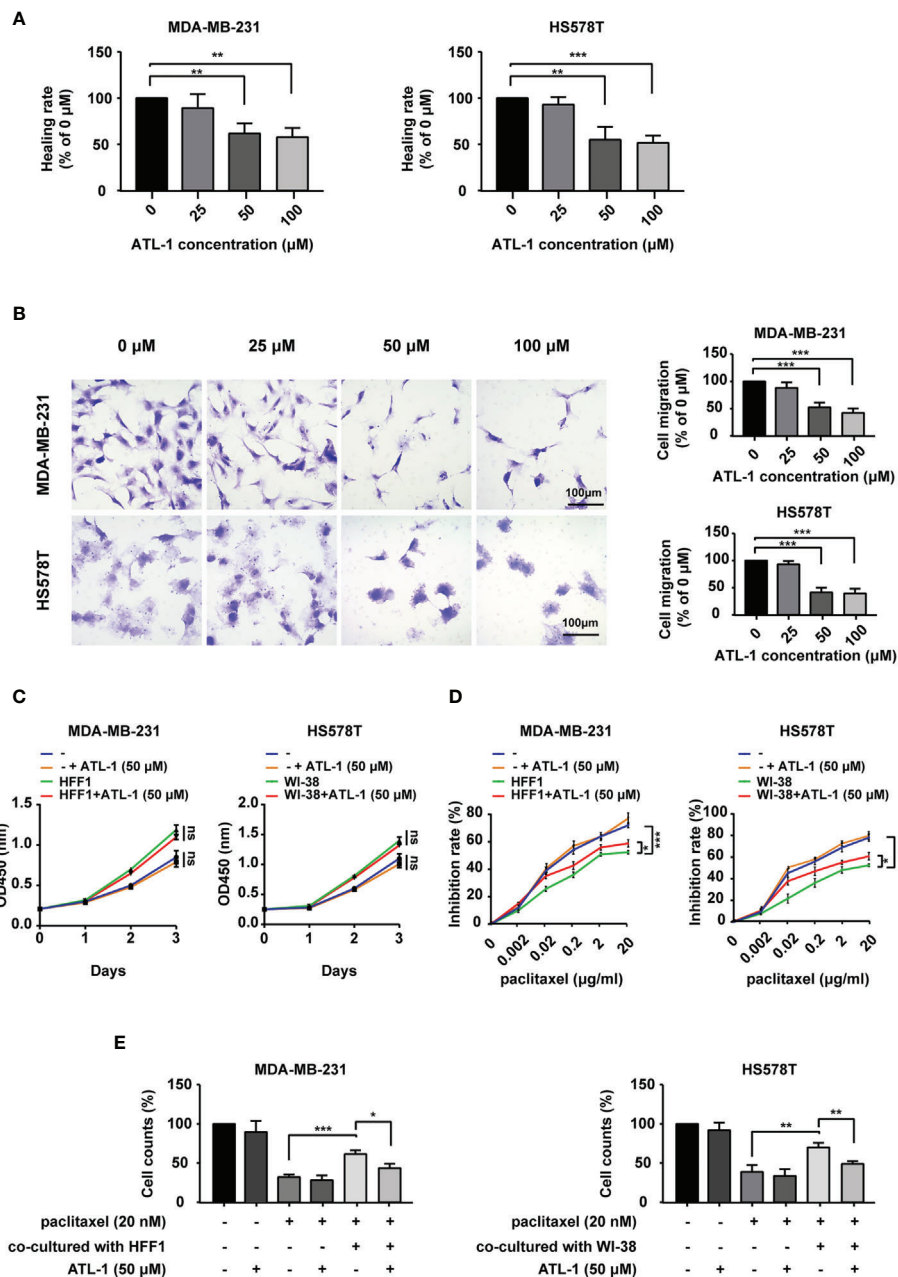 A
MDA-MB-231
HS578T
Healing rate
(% of 0 µM)
150
100
50
0
**
**
0
25
50
100
ATL-1 concentration (µM)
Healing rate
(% of 0 µM)
150
100
50
0
***
**
0
25
50
100
ATL-1 concentration (µM)
B
0 µM
25 µM
50 µM
100 µM
MDA-MB-231
100µm
HS578T
100µm
MDA-MB-231
Cell migration
(% of 0 µM)
150
100
50
0
***
***
0
25
50
100
ATL-1 concentration
(µM)
HS578T
Cell migration
(% of 0 µM)
150
100
50
0
***
***
0
25
50
100
ATL-1 concentration
(µM)
C
MDA-MB-231
-
- + ATL-1 (50 µM)
HFF1
HFF1+ATL-1 (50 µM)
OD450 (nm)
1.5
1.0
0.5
0.0
ns
ns
0
1
2
3
Days
HS578T
-
- + ATL-1 (50 µM)
WI-38
WI-38+ATL-1 (50 µM)
OD450 (nm)
2.0
1.5
1.0
0.5
0.0
ns
ns
0
1
2
3
Days
D
MDA-MB-231
-
- + ATL-1 (50 µM)
HFF1
HFF1+ATL-1 (50 µM)
Inhibition rate (%)
80
60
40
20
0
*
***
0
0.002
0.02
0.2
2
20
paclitaxel (µg/ml)
HS578T
-
- + ATL-1 (50 µM)
WI-38
WI-38+ATL-1 (50 µM)
Inhibition rate (%)
100
80
60
40
20
0
*
0
0.002
0.02
0.2
2
20
paclitaxel (µg/ml)
E
MDA-MB-231
Cell counts (%)
150
100
50
0
***
*
paclitaxel (20 nM) - - + + + +
co-cultured with HFF1 - - - - + +
ATL-1 (50 µM) - + - + - +
HS578T
Cell counts (%)
150
100
50
0
**
**
paclitaxel (20 nM) - - + + + +
co-cultured with WI-38 - - - - + +
ATL-1 (50 µM) - + - + - +